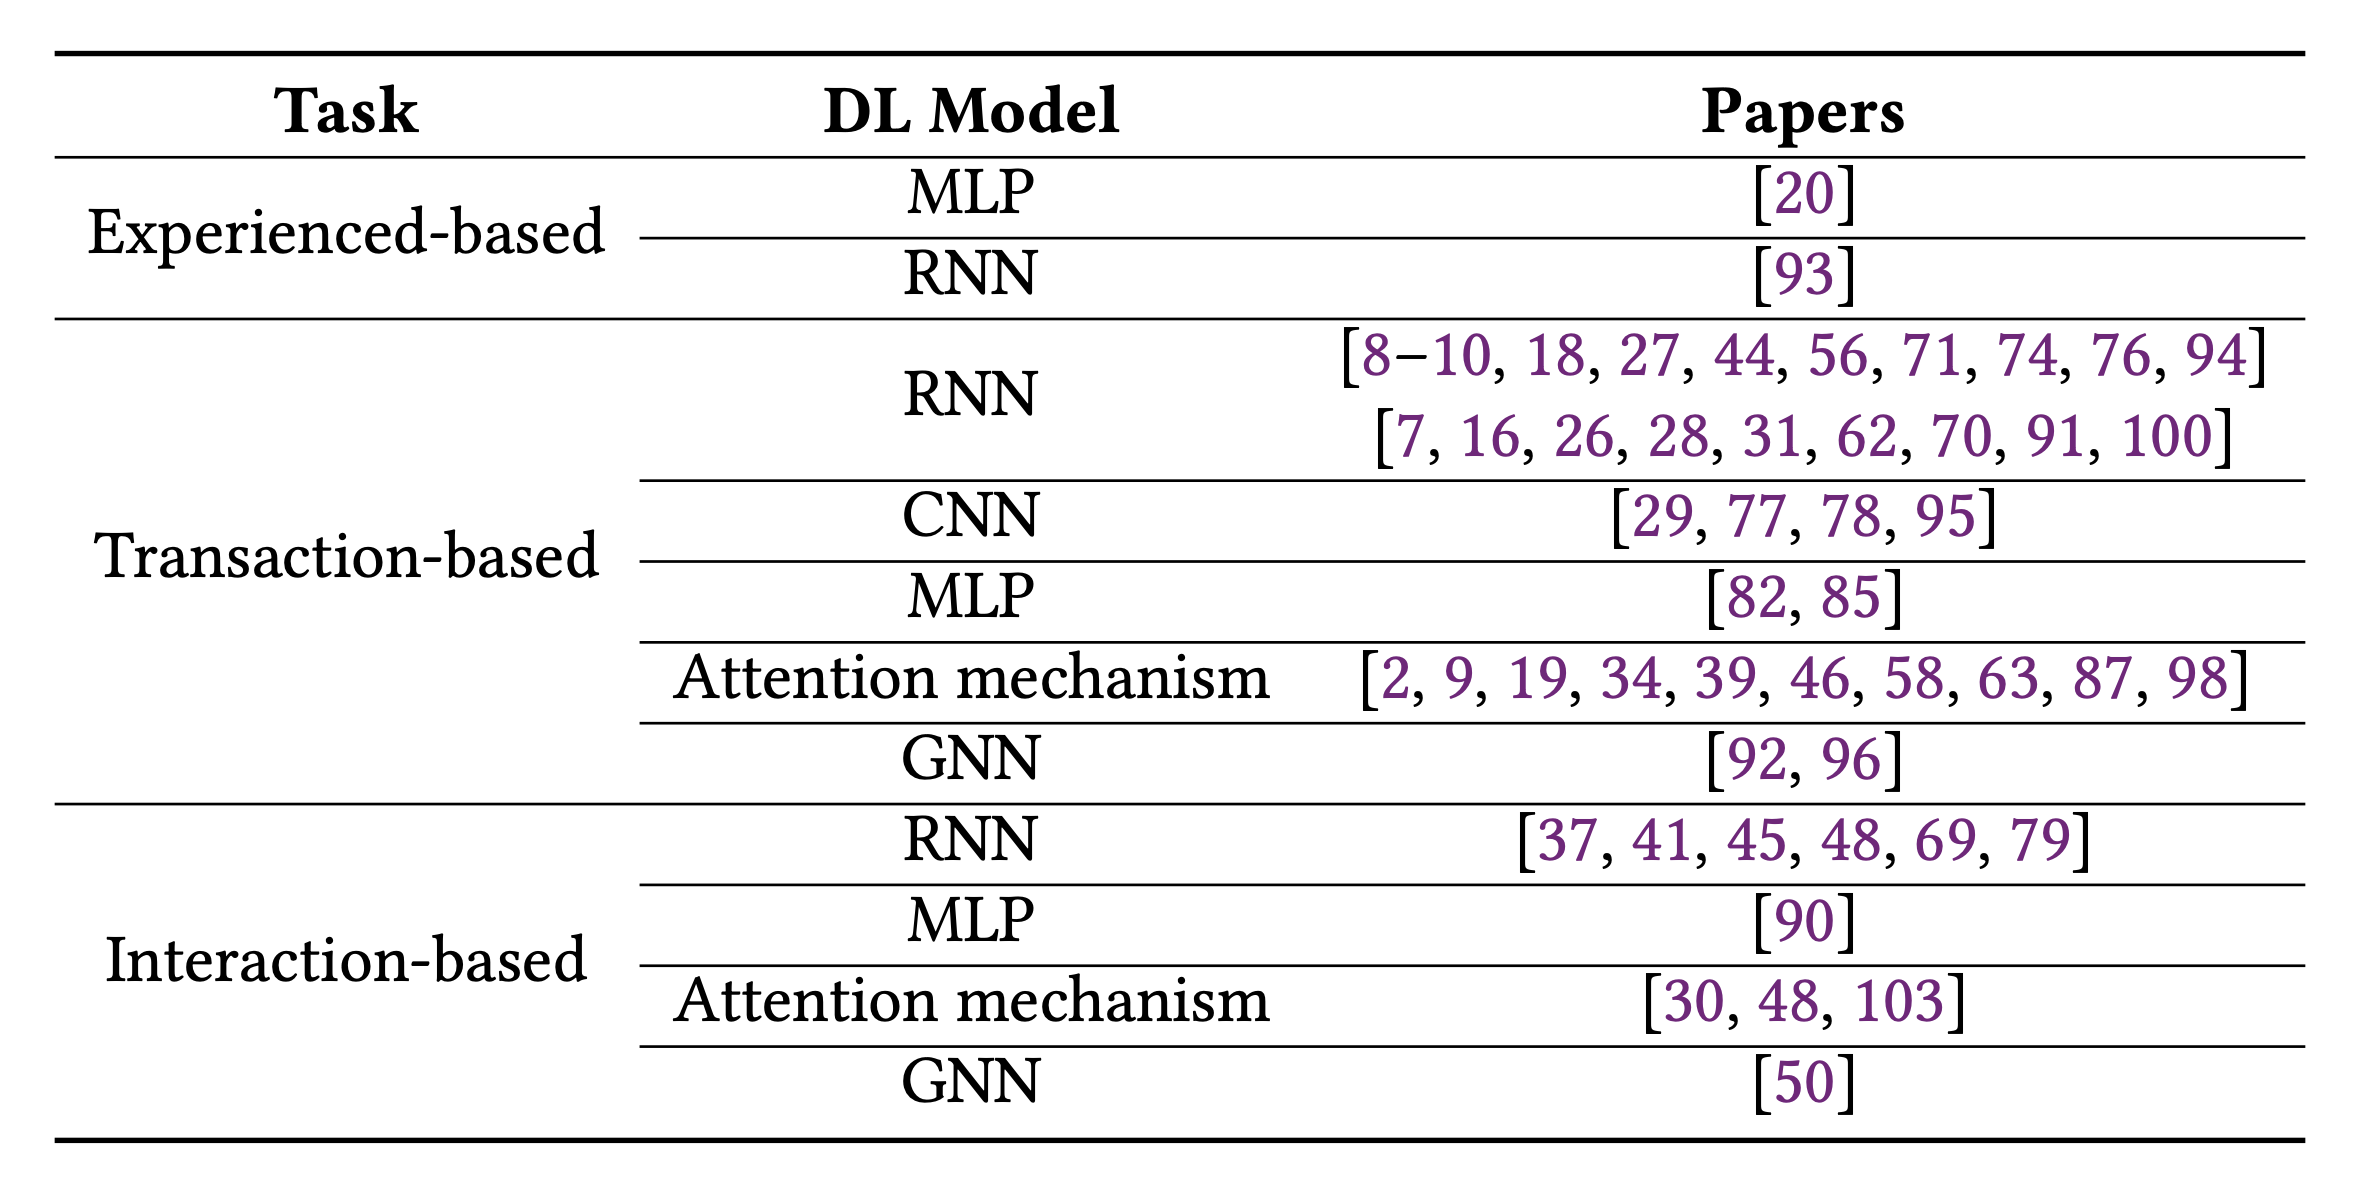 Task DL Model Papers
Experienced-based
MLP [20]
RNN [93]
Transaction-based
RNN [8–10, 18, 27, 44, 56, 71, 74, 76, 94]
[7, 16, 26, 28, 31, 62, 70, 91, 100]
CNN [29, 77, 78, 95]
MLP [82, 85]
Attention mechanism [2, 9, 19, 34, 39, 46, 58, 63, 87, 98]
GNN [92, 96]
Interaction-based
RNN [37, 41, 45, 48, 69, 79]
MLP [90]
Attention mechanism [30, 48, 103]
GNN [50]